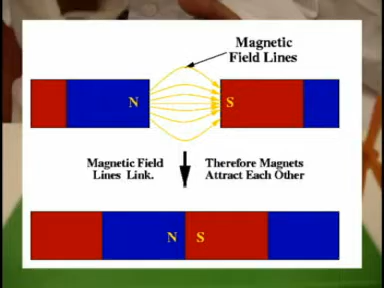 Magnetic
Field Lines
N
S
Magnetic Field
Lines Link.
Therefore Magnets
Attract Each Other
N
S